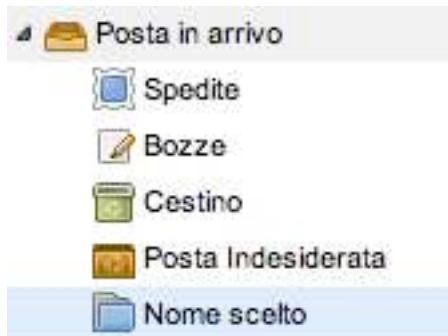 Posta in arrivo
Spedite
Bozze
Cestino
Posta Indesiderata
Nome scelto